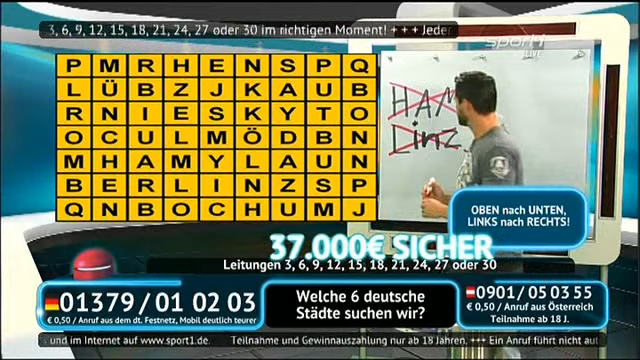 3, 6, 9, 12, 15, 18, 21, 24, 27 oder 30 im richtigen Moment! +++ Jeder
sport1
LIVE
P M R H E N S P Q
L Ü B Z J K A U B
R N I E S K Y T O
O C U L M Ö D B N
M H A M Y L A U N
B E R L I N Z S P
Q N B O C H U M J
HAM
Linz
OBEN nach UNTEN,
LINKS nach RECHTS!
37.000€ SICHER
Leitungen 3, 6, 9, 12, 15, 18, 21, 24, 27 oder 30
01379/01 02 03
€ 0,50 / Anruf aus dem dt. Festnetz, Mobil deutlich teurer
Welche 6 deutsche
Städte suchen wir?
0901/05 03 55
€ 0,50 / Anruf aus Österreich
Teilnahme ab 18 J.
und im Internet auf www.sport1.de. Teilnahme und Gewinnauszahlung nur ab 18 Jahren. +++ Ein Anruf führt nicht aut